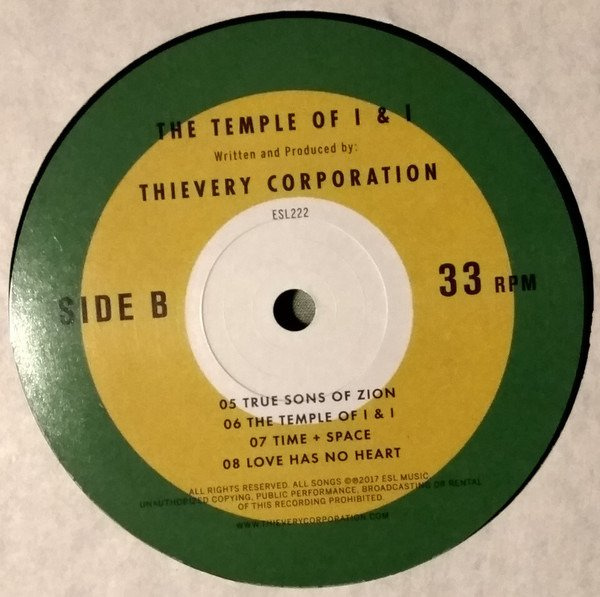 THE TEMPLE OF I & I
Written and Produced by:
THIEVERY CORPORATION
ESL222
SIDE B
33 RPM
05 TRUE SONS OF ZION
06 THE TEMPLE OF I & I
07 TIME + SPACE
08 LOVE HAS NO HEART
ALL RIGHTS RESERVED. ALL SONGS ©℗2017 ESL MUSIC.
UNAUTHORIZED COPYING, PUBLIC PERFORMANCE, BROADCASTING OR RENTAL
OF THIS RECORDING PROHIBITED.
WWW.THIEVERYCORPORATION.COM